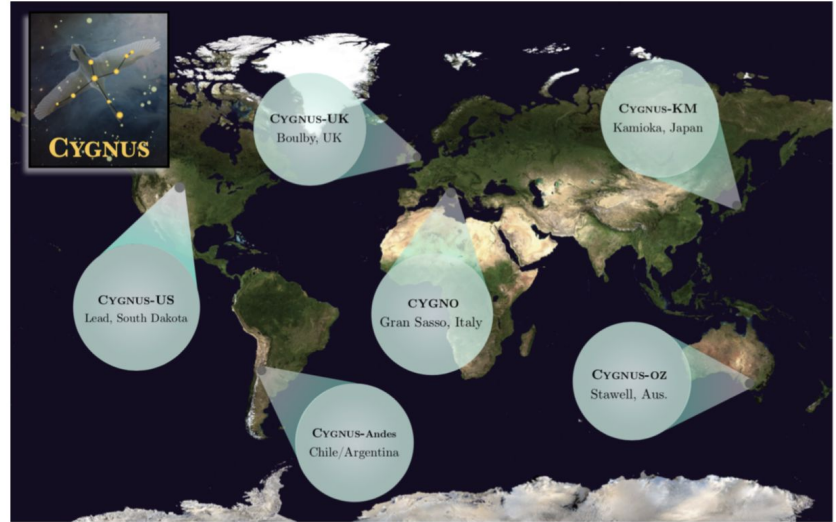 CYGNUS
CYGNUS-UK
Boulby, UK
CYGNUS-KM
Kamioka, Japan
CYGNUS-US
Lead, South Dakota
CYGNO
Gran Sasso, Italy
CYGNUS-OZ
Stawell, Aus.
CYGNUS-Andes
Chile/Argentina